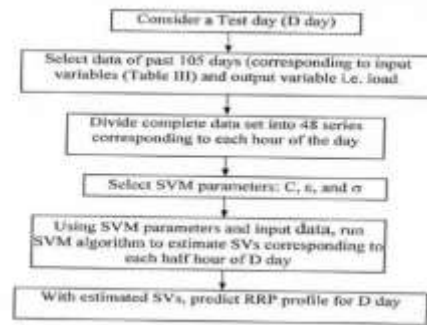 Consider a Test day (D day)
Select data of past 105 days (corresponding to input
variables (Table III) and output variable i.e. load
Divide complete data set into 48 series
corresponding to each hour of the day
Select SVM parameters: C, ε, and σ
Using SVM parameters and input data, run
SVM algorithm to estimate SVs corresponding to
each half hour of D day
With estimated SVs, predict RRP profile for D day